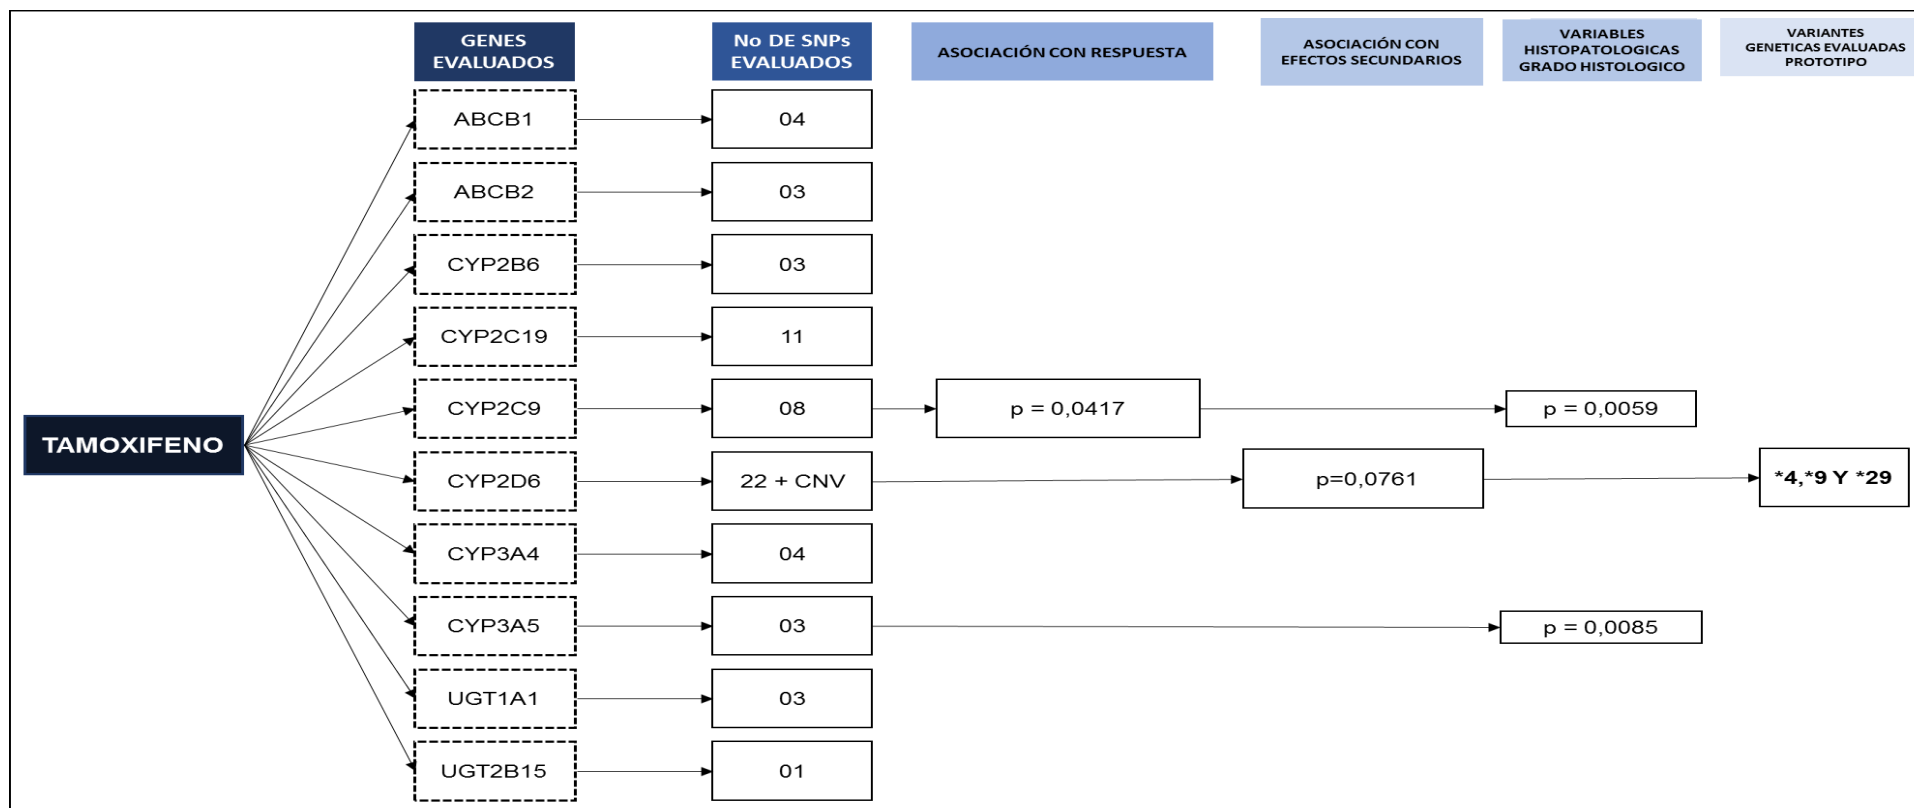 GENES
EVALUADOS
No DE SNPs
EVALUADOS
ASOCIACIÓN CON RESPUESTA
ASOCIACIÓN CON
EFECTOS SECUNDARIOS
VARIABLES
HISTOPATOLOGICAS
GRADO HISTOLOGICO
VARIANTES
GENETICAS EVALUADAS
PROTOTIPO
TAMOXIFENO
ABCB1
04
ABCB2
03
CYP2B6
03
CYP2C19
11
CYP2C9
08
p = 0,0417
p = 0,0059
CYP2D6
22 + CNV
p=0,0761
*4,*9 Y *29
CYP3A4
04
CYP3A5
03
p = 0,0085
UGT1A1
03
UGT2B15
01